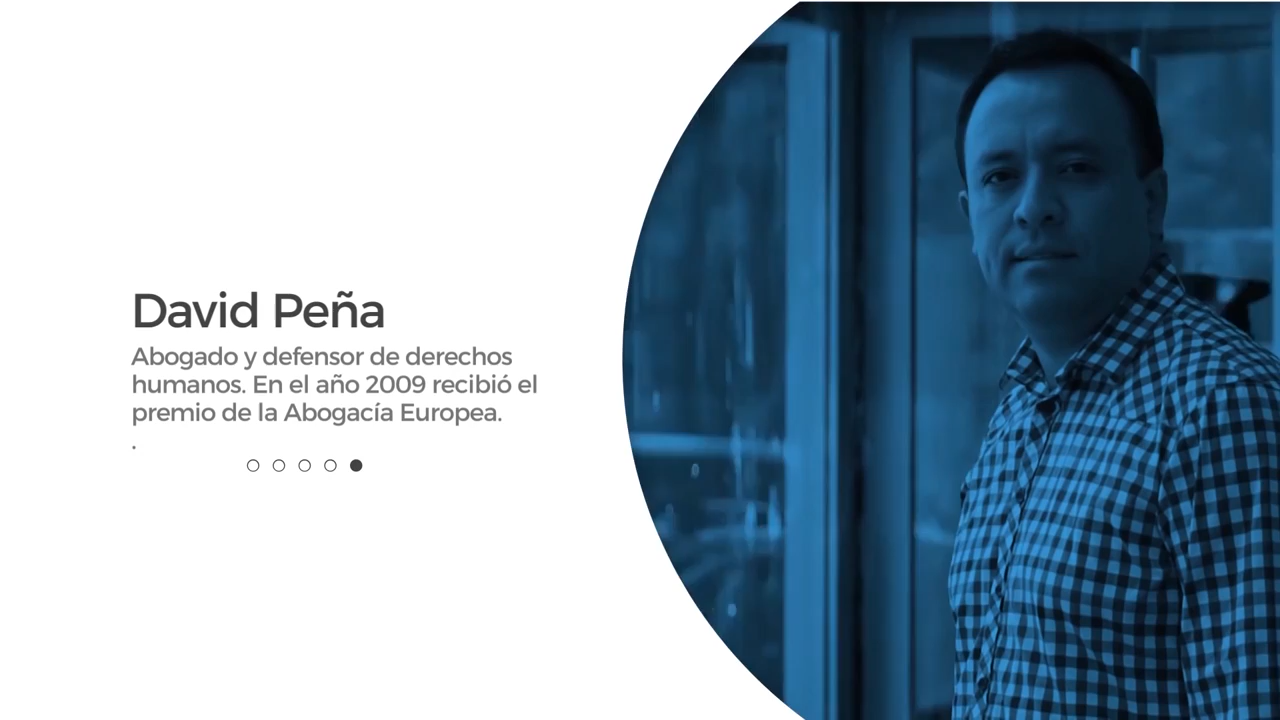 David Peña
Abogado y defensor de derechos
humanos. En el año 2009 recibió el
premio de la Abogacía Europea.
.